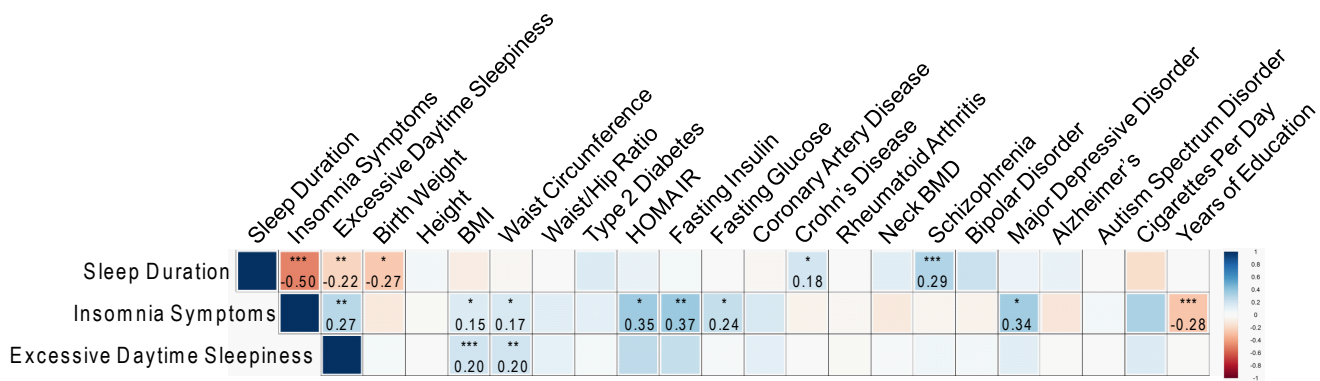 Sleep Duration
Insomnia Symptoms
Excessive Daytime Sleepiness
Birth Weight
Height
BMI
Waist Circumference
Waist/Hip Ratio
Type 2 Diabetes
HOMA IR
Fasting Insulin
Fasting Glucose
Coronary Artery Disease
Crohn's Disease
Rheumatoid Arthritis
Neck BMD
Schizophrenia
Bipolar Disorder
Major Depressive Disorder
Alzheimer's
Autism Spectrum Disorder
Cigarettes Per Day
Years of Education
Sleep Duration
*** ** * * ***
-0.50 -0.22 -0.27 0.18 0.29
Insomnia Symptoms
** * * * ** * * ***
0.27 0.15 0.17 0.35 0.37 0.24 0.34 -0.28
Excessive Daytime Sleepiness
*** **
0.20 0.20
1
0.8
0.6
0.4
0.2
0
-0.2
-0.4
-0.6
-0.8
-1